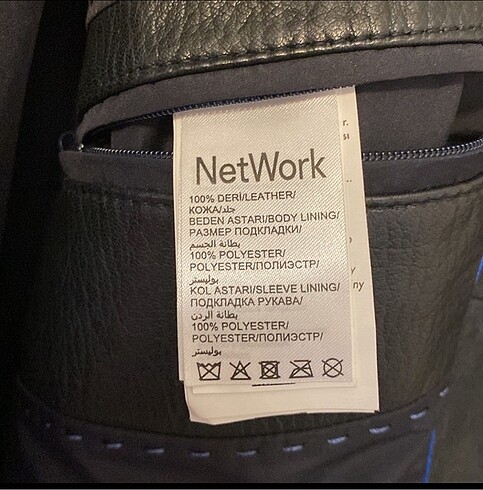 NetWork
100% DERİ/LEATHER/
КОЖА/جلد
BEDEN ASTARI/BODY LINING/
РАЗМЕР ПОДКЛАДКИ/
بطانة الجسم
100% POLYESTER/
POLYESTER/ПОЛИЭСТР/
بوليستر
KOL ASTARI/SLEEVE LINING/
ПОДКЛАДКА РУКАВА/
بطانة الردن
100% POLYESTER/
POLYESTER/ПОЛИЭСТР/
بوليستر